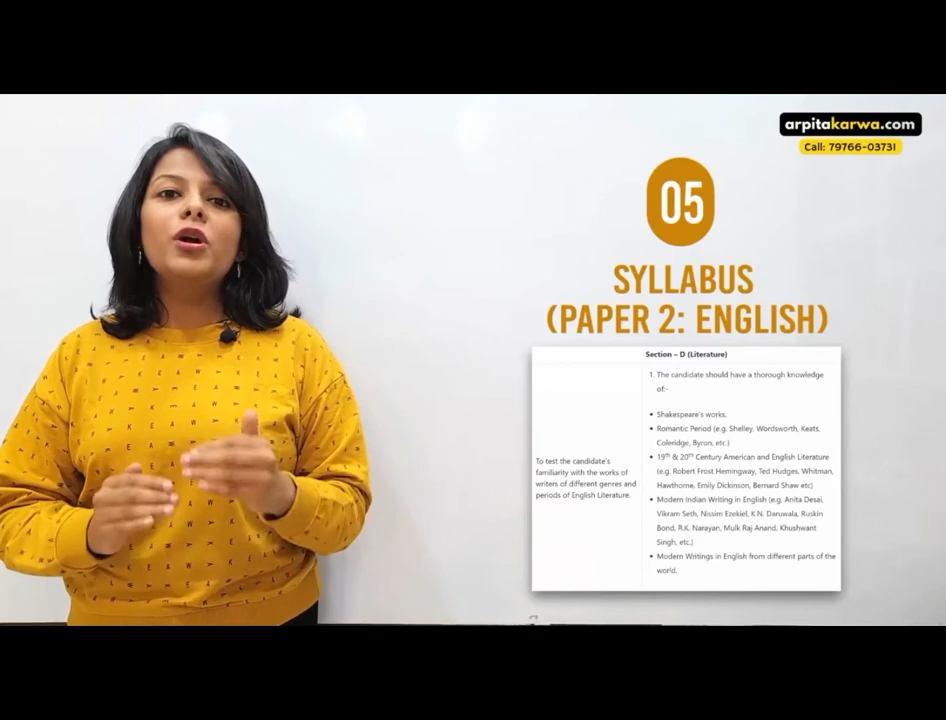 arpitakarwa.com
Call: 79766-03731
05
SYLLABUS
(PAPER 2: ENGLISH)
Section – D (Literature)
To test the candidate's
familiarity with the works of
writers of different genres and
periods of English Literature.
1. The candidate should have a thorough knowledge
of:-
• Shakespeare's works.
• Romantic Period (e.g. Shelley, Wordsworth, Keats,
Coleridge, Byron, etc.)
• 19th & 20th Century American and English Literature
(e.g. Robert Frost Hemingway, Ted Hudges, Whitman,
Hawthorne, Emily Dickinson, Bernard Shaw etc)
• Modern Indian Writing in English (e.g. Anita Desai,
Vikram Seth, Nissim Ezekiel, K.N. Daruwala, Ruskin
Bond, R.K. Narayan, Mulk Raj Anand, Khushwant
Singh, etc.)
• Modern Writings in English from different parts of the
world.